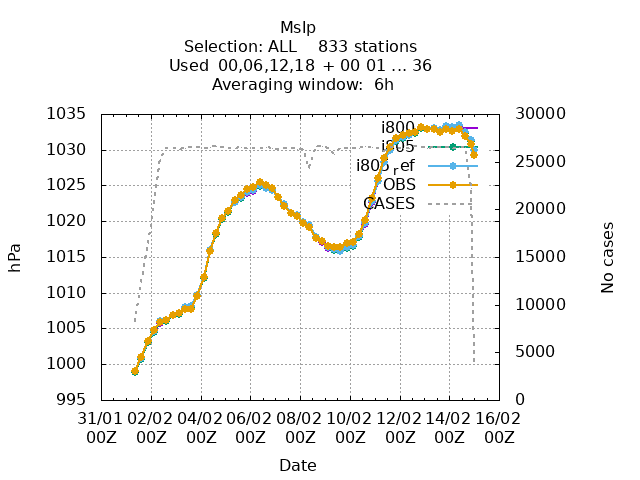 Mslp
Selection: ALL    833 stations
Used  00,06,12,18 + 00 01 ... 36
Averaging window:  6h
1035
1030
1025
1020
1015
1010
1005
1000
995
hPa
30000
25000
20000
15000
10000
5000
0
No cases
i800
i805
i805ref
OBS
CASES
31/01 02/02 04/02 06/02 08/02 10/02 12/02 14/02 16/02
00Z 00Z 00Z 00Z 00Z 00Z 00Z 00Z 00Z
Date